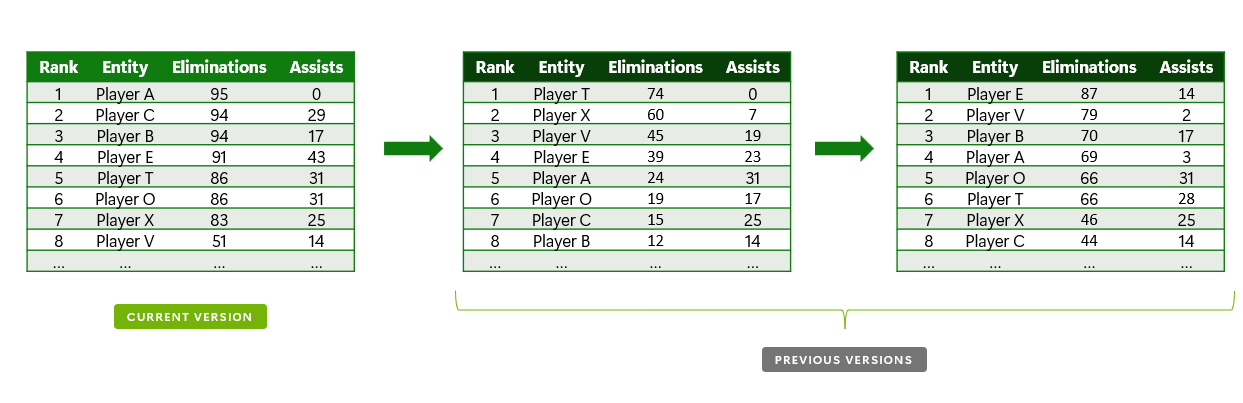 Rank Entity Eliminations Assists
1 Player A 95 0
2 Player C 94 29
3 Player B 94 17
4 Player E 91 43
5 Player T 86 31
6 Player O 86 31
7 Player X 83 25
8 Player V 51 14
... ... ... ...
CURRENT VERSION
Rank Entity Eliminations Assists
1 Player T 74 0
2 Player X 60 7
3 Player V 45 19
4 Player E 39 23
5 Player A 24 31
6 Player O 19 17
7 Player C 15 25
8 Player B 12 14
... ... ... ...
Rank Entity Eliminations Assists
1 Player E 87 14
2 Player V 79 2
3 Player B 70 17
4 Player A 69 3
5 Player O 66 31
6 Player T 66 28
7 Player X 46 25
8 Player C 44 14
... ... ... ...
PREVIOUS VERSIONS